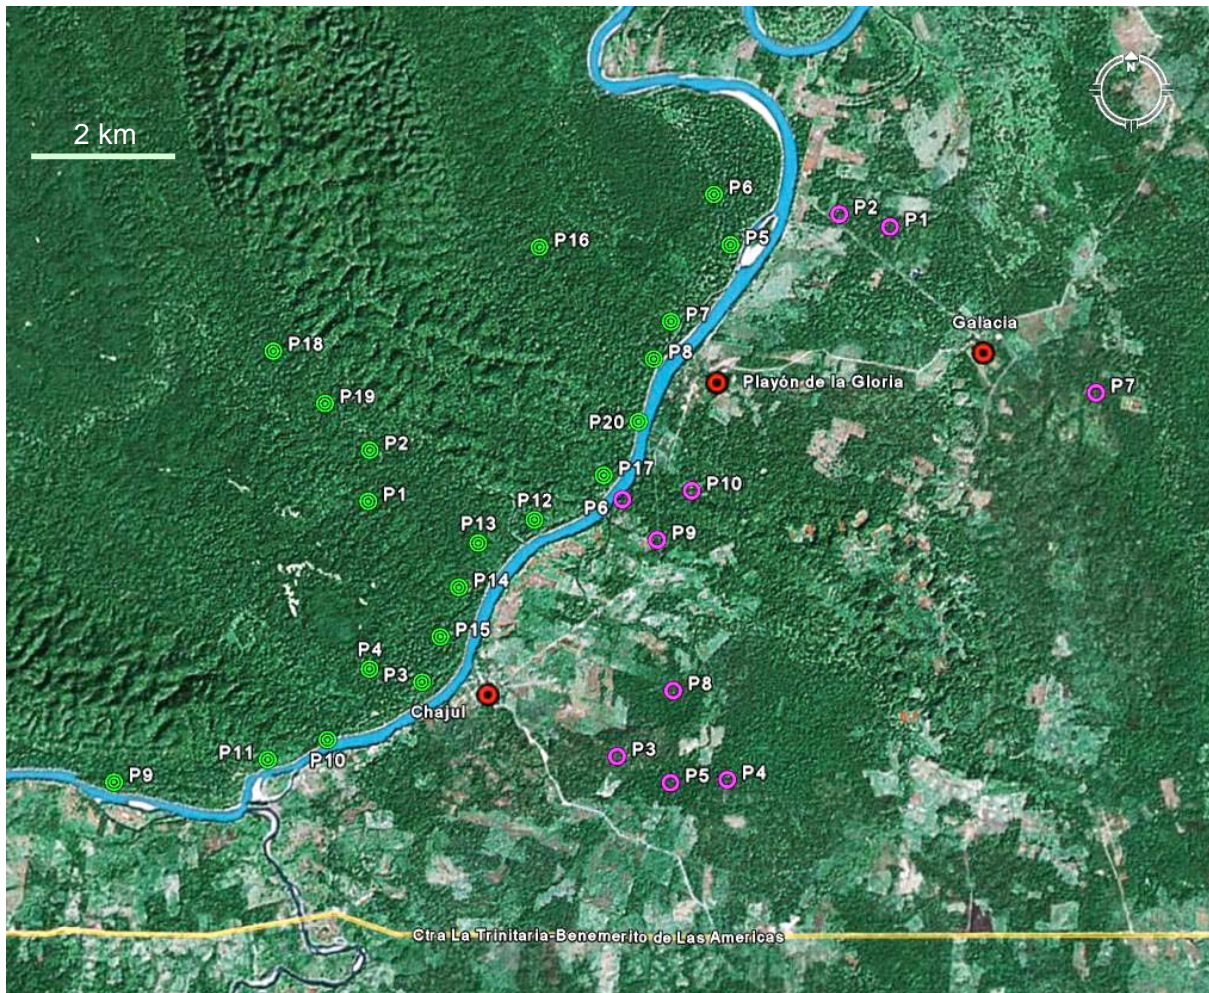 N
2 km
P6
P2
P1
P5
P16
P7
Galacia
P18
P8
Playón de la Gloria
P7
P19
P20
P2
P17
P10
P1
P6
P12
P13
P9
P14
P15
P4
P3
P8
Chajul
P11
P10
P3
P9
P5
P4
Ctra La Trinitaria-Benemerito de Las Americas